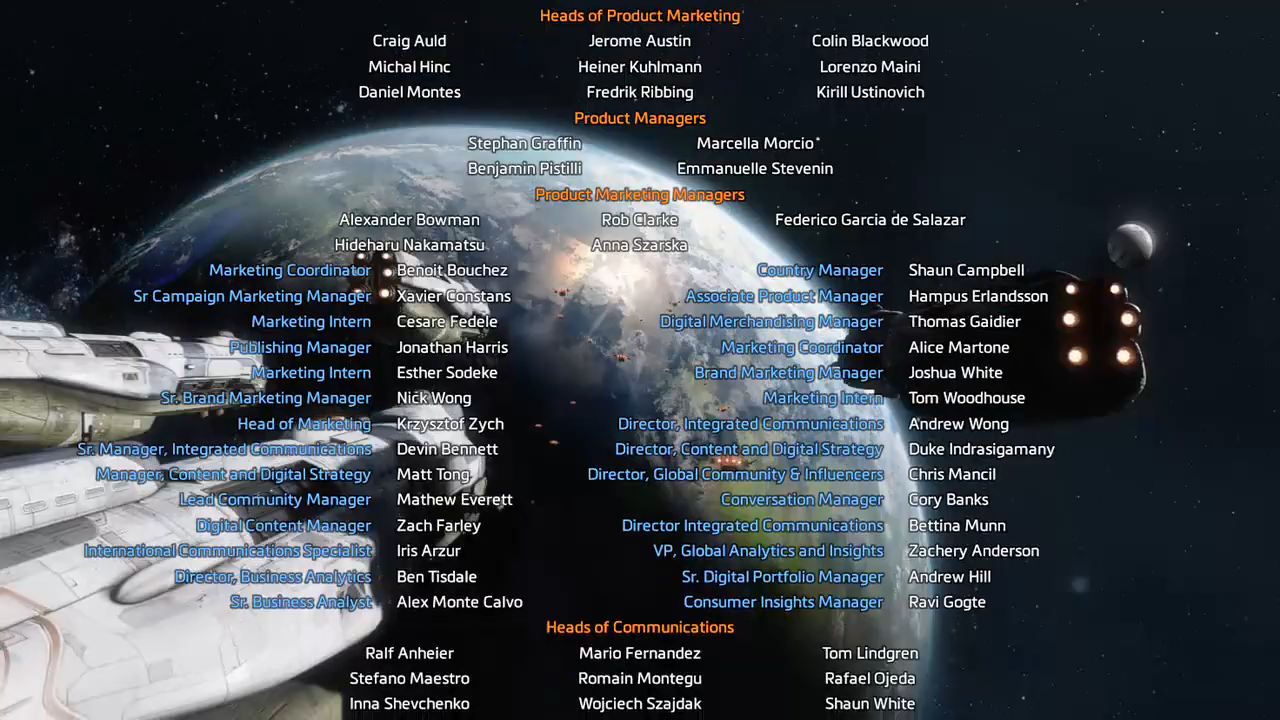 Heads of Product Marketing
Craig Auld Jerome Austin Colin Blackwood
Michal Hinc Heiner Kuhlmann Lorenzo Maini
Daniel Montes Fredrik Ribbing Kirill Ustinovich
Product Managers
Stephan Graffin Marcella Morcio*
Benjamin Pistilli Emmanuelle Stevenin
Product Marketing Managers
Alexander Bowman Rob Clarke Federico Garcia de Salazar
Hideharu Nakamatsu Anna Szarska
Marketing Coordinator Benoit Bouchez Country Manager Shaun Campbell
Sr Campaign Marketing Manager Xavier Constans Associate Product Manager Hampus Erlandsson
Marketing Intern Cesare Fedele Digital Merchandising Manager Thomas Gaidier
Publishing Manager Jonathan Harris Marketing Coordinator Alice Martone
Marketing Intern Esther Sodeke Brand Marketing Manager Joshua White
Sr. Brand Marketing Manager Nick Wong Marketing Intern Tom Woodhouse
Head of Marketing Krzysztof Zych Director, Integrated Communications Andrew Wong
Sr. Manager, Integrated Communications Devin Bennett Director, Content and Digital Strategy Duke Indrasigamany
Manager, Content and Digital Strategy Matt Tong Director, Global Community & Influencers Chris Mancil
Lead Community Manager Mathew Everett Conversation Manager Cory Banks
Digital Content Manager Zach Farley Director Integrated Communications Bettina Munn
International Communications Specialist Iris Arzur VP, Global Analytics and Insights Zachery Anderson
Director, Business Analytics Ben Tisdale Sr. Digital Portfolio Manager Andrew Hill
Sr. Business Analyst Alex Monte Calvo Consumer Insights Manager Ravi Gogte
Heads of Communications
Ralf Anheier Mario Fernandez Tom Lindgren
Stefano Maestro Romain Montegu Rafael Ojeda
Inna Shevchenko Wojciech Szajdak Shaun White